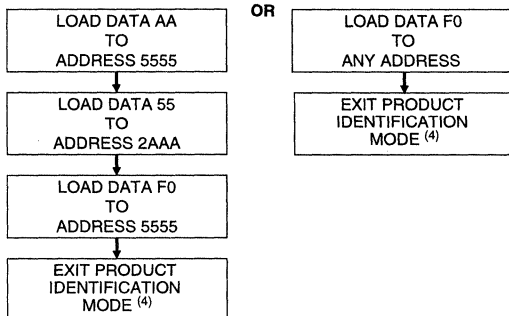 LOAD DATA AA
TO
ADDRESS 5555
LOAD DATA 55
TO
ADDRESS 2AAA
LOAD DATA F0
TO
ADDRESS 5555
EXIT PRODUCT
IDENTIFICATION
MODE (4)
OR
LOAD DATA F0
TO
ANY ADDRESS
EXIT PRODUCT
IDENTIFICATION
MODE (4)